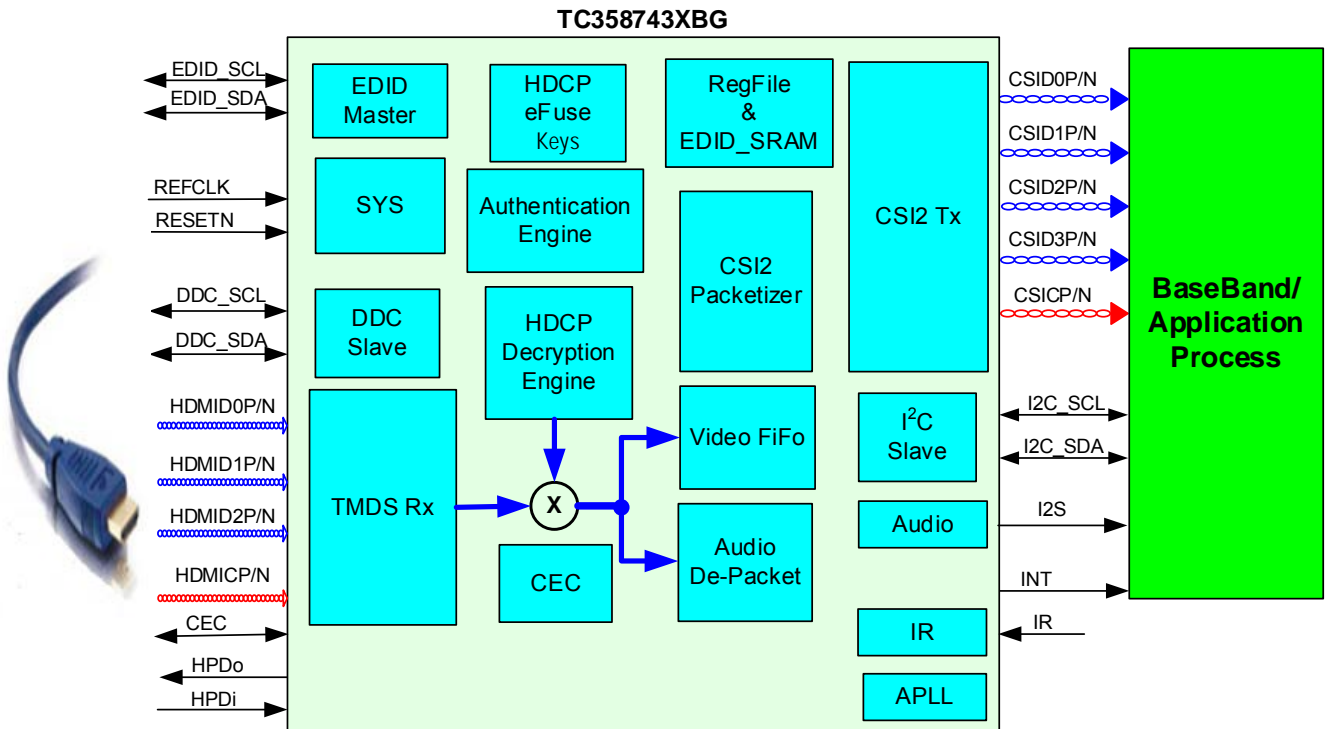 TC358743XBG
EDID_SCL
EDID_SDA
REFCLK
RESETN
DDC_SCL
DDC_SDA
HDMID0P/N
HDMID1P/N
HDMID2P/N
HDMICP/N
CEC
HPDo
HPDi
EDID
Master
HDCP
eFuse
Keys
RegFile
&
EDID_SRAM
SYS
Authentication
Engine
CSI2
Packetizer
CSI2 Tx
DDC
Slave
HDCP
Decryption
Engine
TMDS Rx
X
Video FiFo
I²C
Slave
CEC
Audio
De-Packet
Audio
IR
APLL
CSID0P/N
CSID1P/N
CSID2P/N
CSID3P/N
CSICP/N
I2C_SCL
I2C_SDA
I2S
INT
IR
BaseBand/
Application
Process